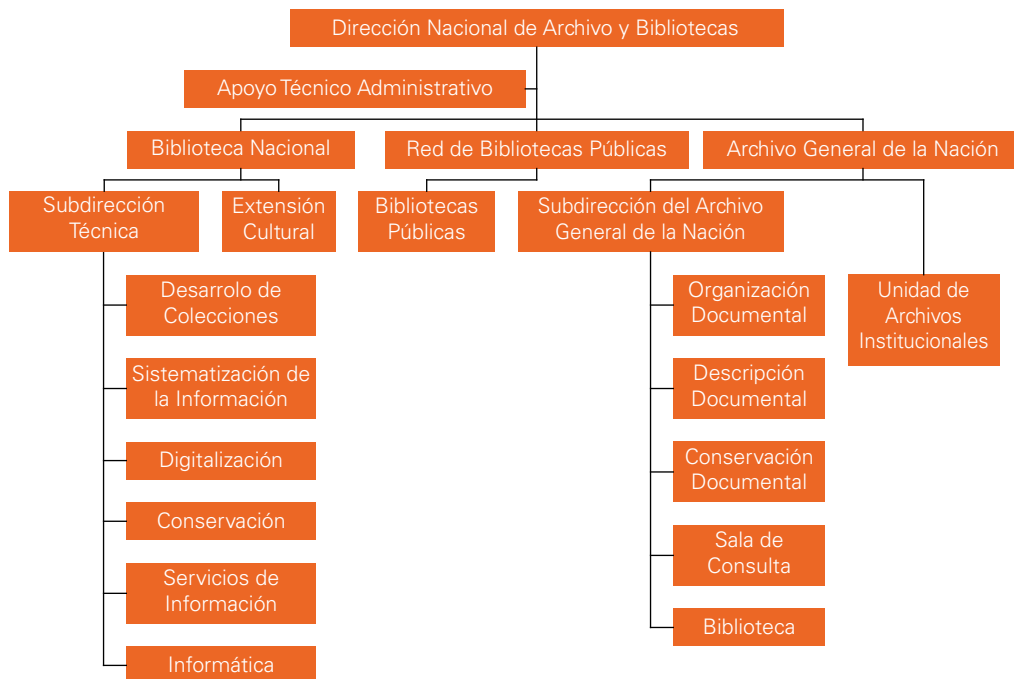 Dirección Nacional de Archivo y Bibliotecas
Apoyo Técnico Administrativo
Biblioteca Nacional
Red de Bibliotecas Públicas
Archivo General de la Nación
Subdirección
Técnica
Extensión
Cultural
Bibliotecas
Públicas
Subdirección del Archivo
General de la Nación
Desarrolo de
Colecciones
Sistematización de
la Información
Digitalización
Conservación
Servicios de
Información
Informática
Organización
Documental
Descripción
Documental
Conservación
Documental
Sala de
Consulta
Biblioteca
Unidad de
Archivos
Institucionales